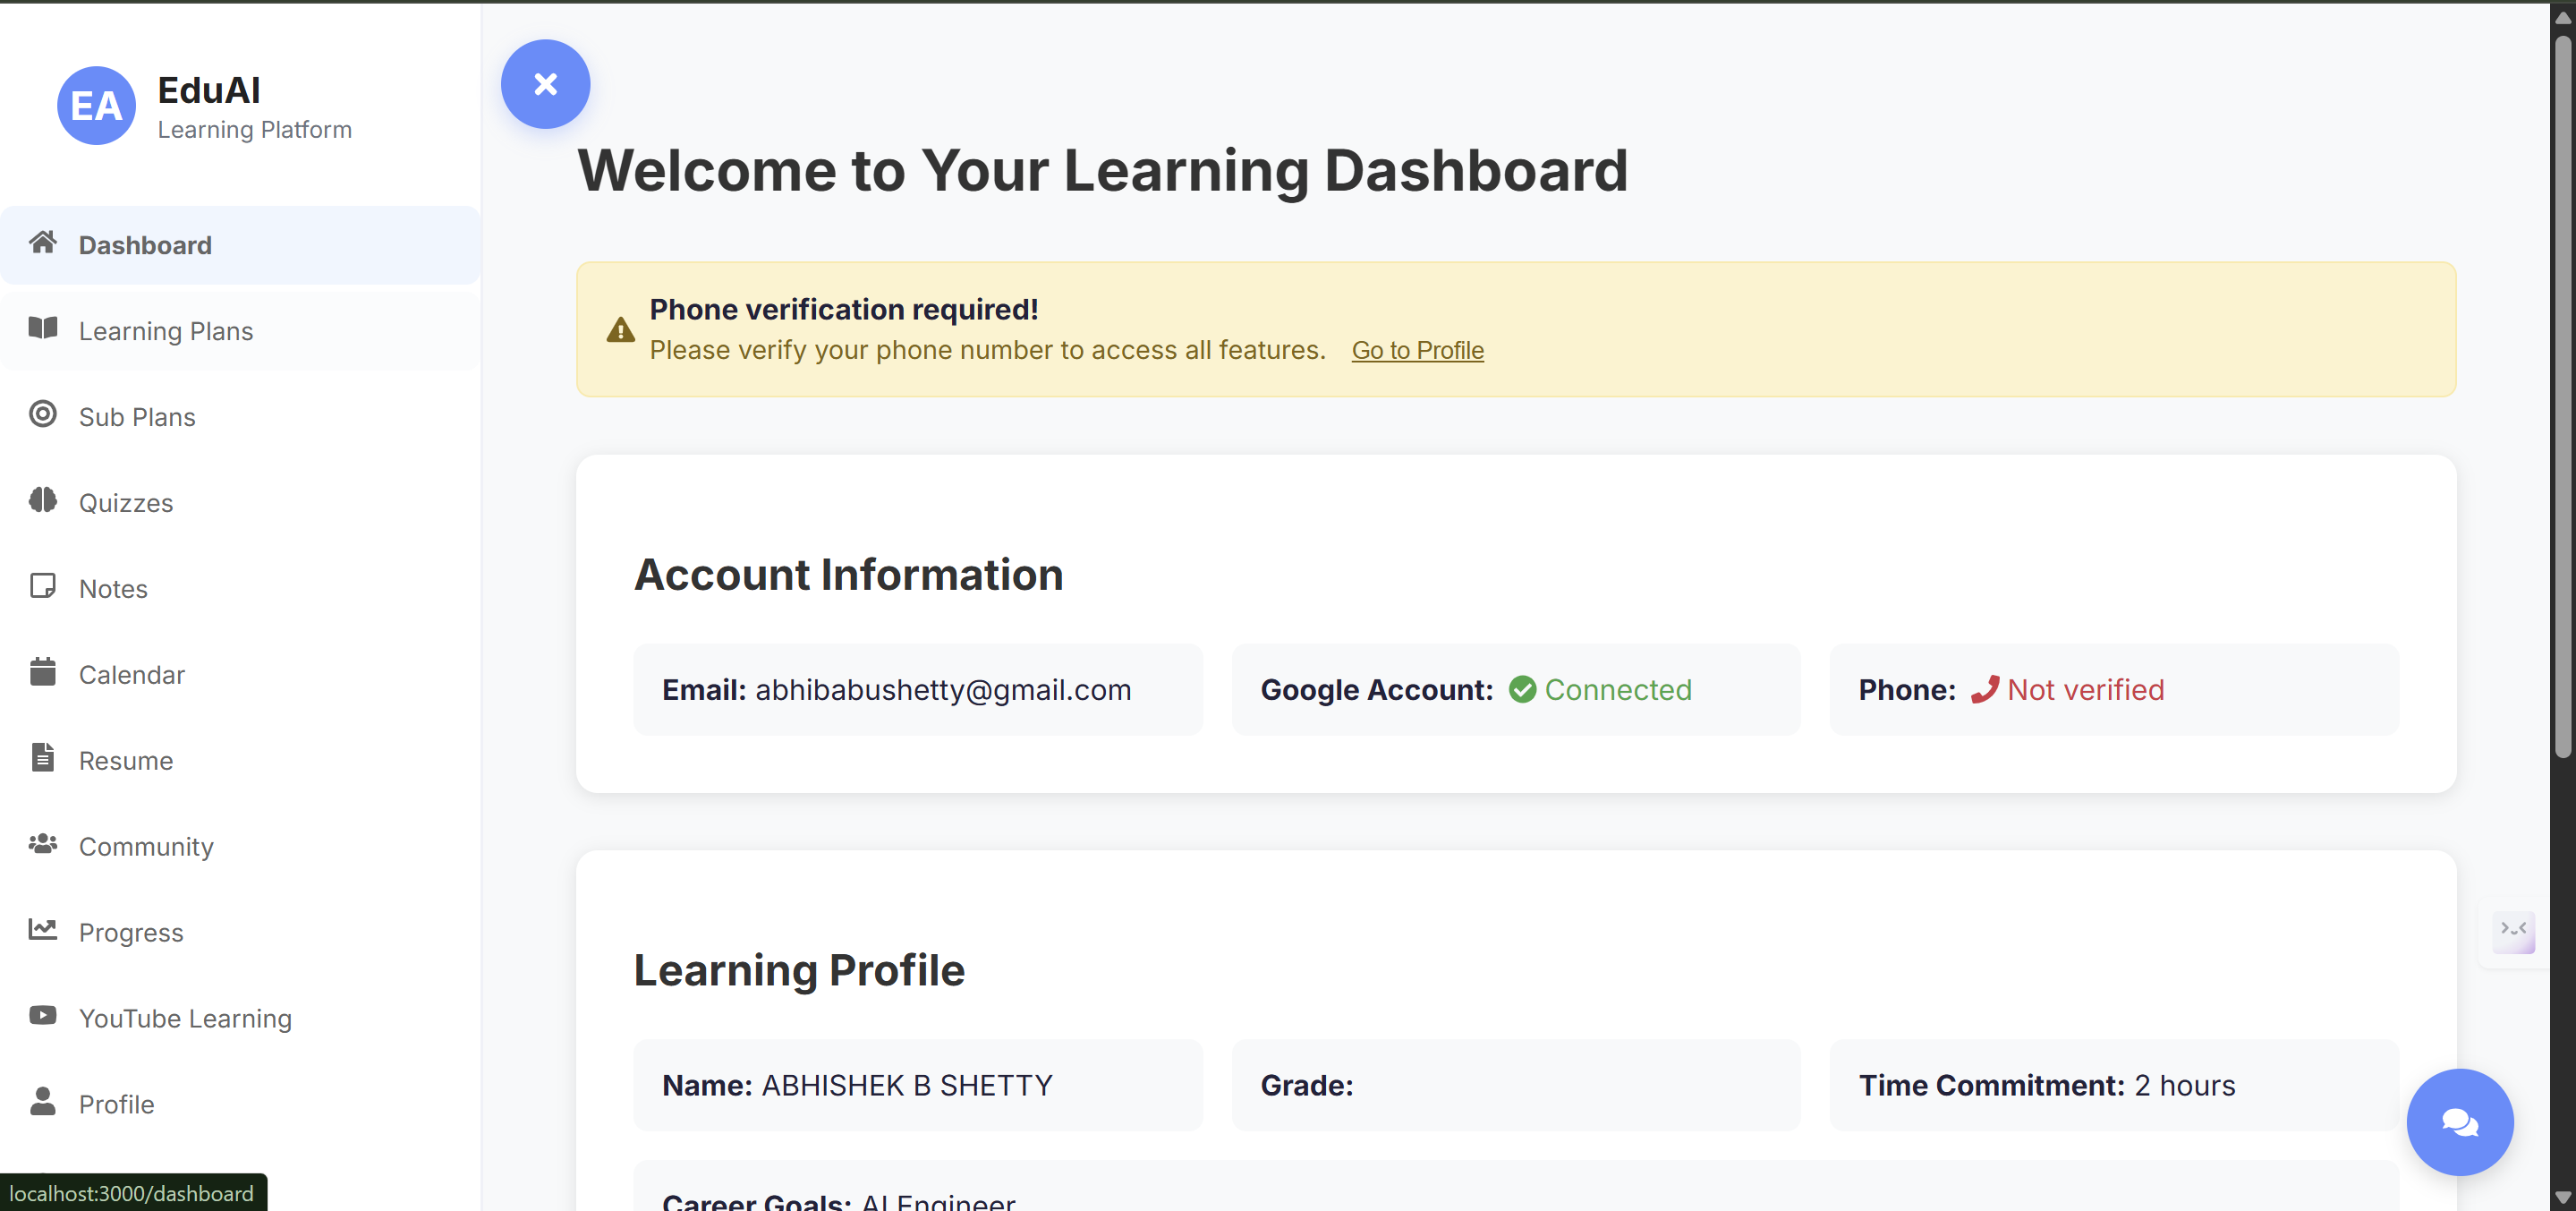 EA
EduAI
Learning Platform
Dashboard
Learning Plans
Sub Plans
Quizzes
Notes
Calendar
Resume
Community
Progress
YouTube Learning
Profile
localhost:3000/dashboard
Welcome to Your Learning Dashboard
Phone verification required!
Please verify your phone number to access all features. Go to Profile
Account Information
Email: abhibabushetty@gmail.com
Google Account: Connected
Phone: Not verified
Learning Profile
Name: ABHISHEK B SHETTY
Grade:
Time Commitment: 2 hours
Career Goals: AI Engineer